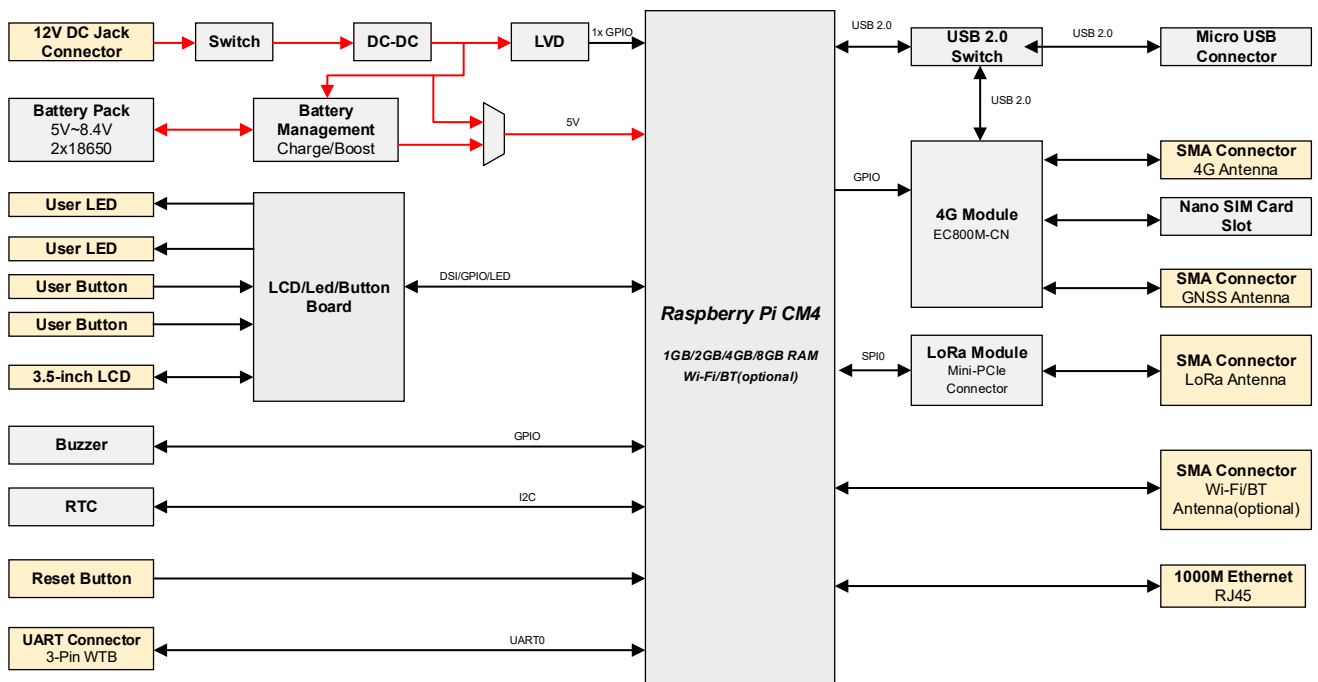 12V DC Jack
Connector
Switch
DC-DC
LVD
1x GPIO
Battery Pack
5V~8.4V
2x18650
Battery
Management
Charge/Boost
5V
User LED
User LED
User Button
User Button
3.5-inch LCD
LCD/Led/Button
Board
DSI/GPIO/LED
Buzzer
GPIO
RTC
I2C
Reset Button
UART Connector
3-Pin WTB
UART0
Raspberry Pi CM4
1GB/2GB/4GB/8GB RAM
Wi-Fi/BT(optional)
USB 2.0
USB 2.0
Switch
USB 2.0
Micro USB
Connector
USB 2.0
GPIO
4G Module
EC800M-CN
SMA Connector
4G Antenna
Nano SIM Card
Slot
SMA Connector
GNSS Antenna
SPI0
LoRa Module
Mini-PCIe
Connector
SMA Connector
LoRa Antenna
SMA Connector
Wi-Fi/BT
Antenna(optional)
1000M Ethernet
RJ45